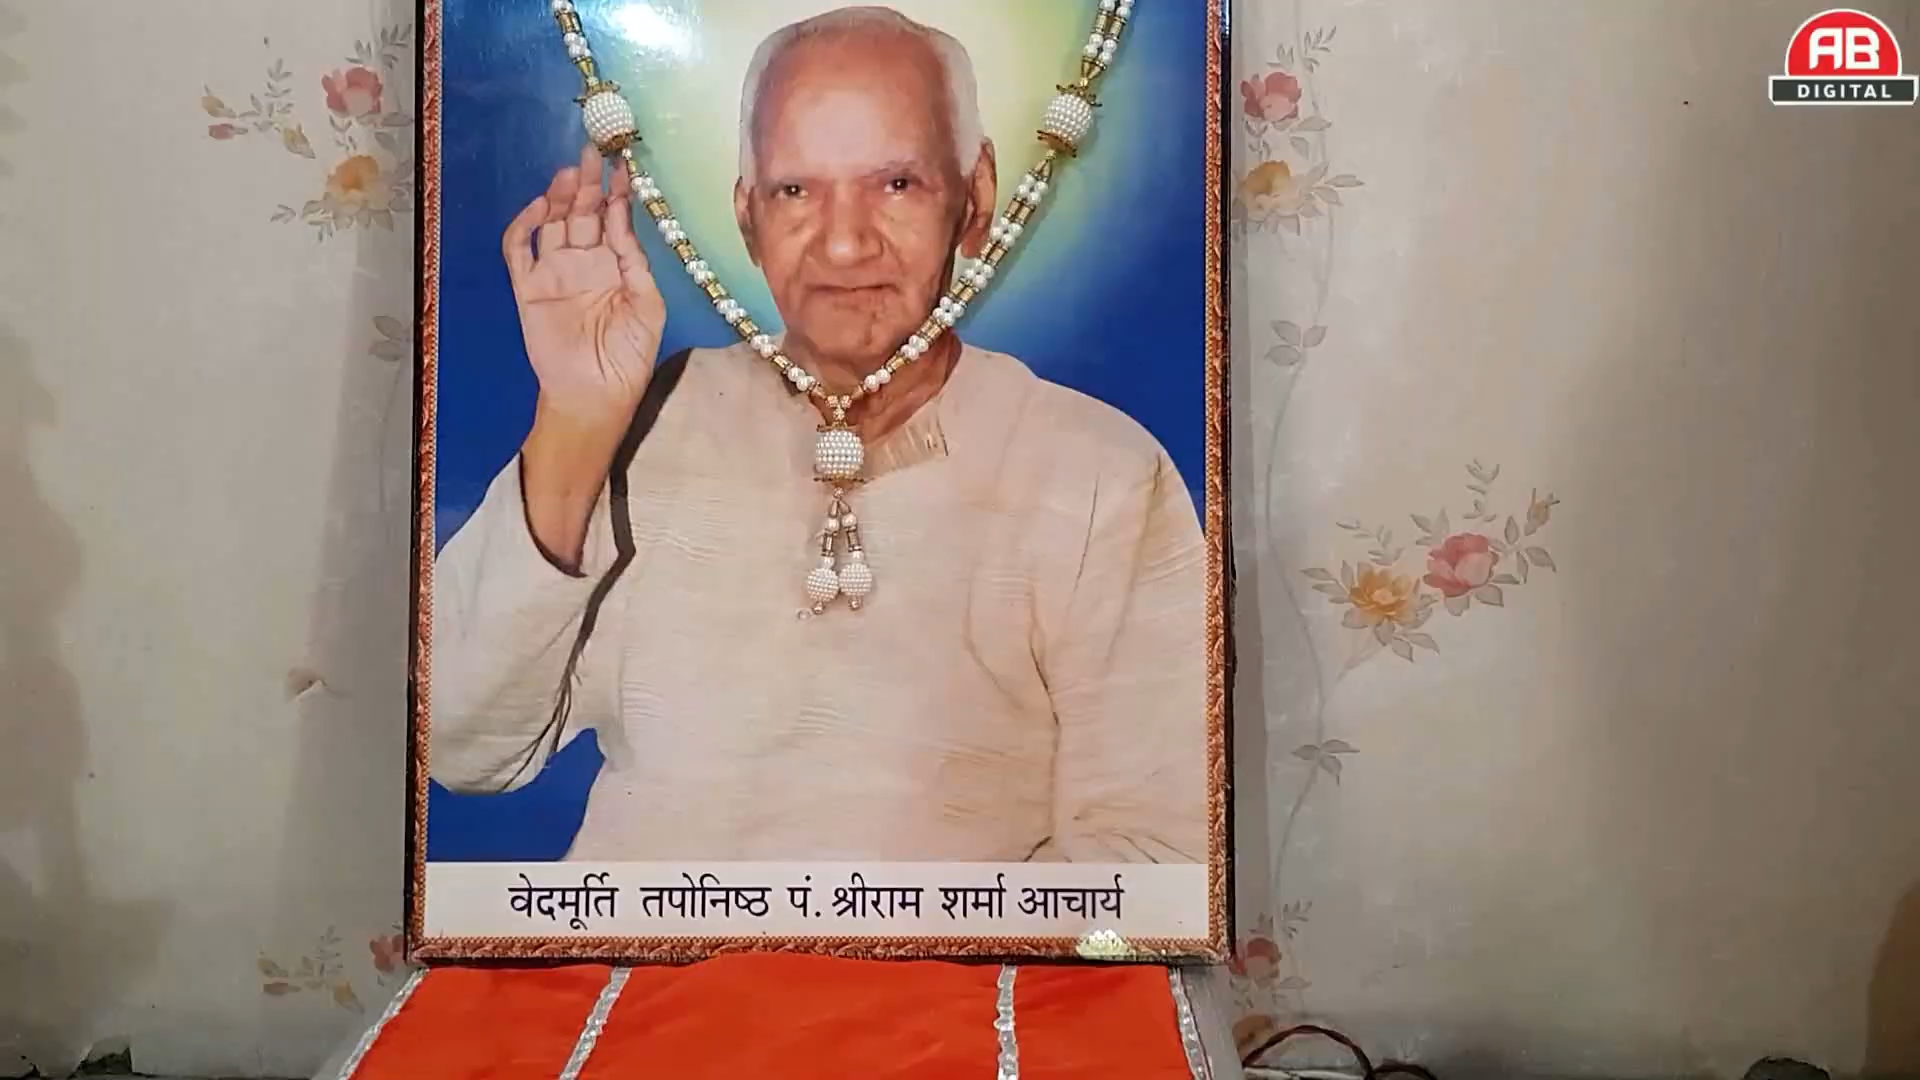 AB
DIGITAL
वेदमूर्ति तपोनिष्ठ पं. श्रीराम शर्मा आचार्य